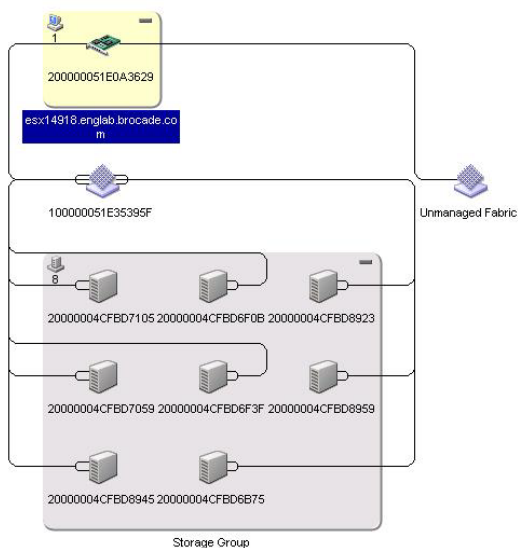 1
200000051E0A3629
esx14918.englab.brocade.co
m
100000051E35395F
Unmanaged Fabric
8
20000004CFBD7105 20000004CFBD6F0B 20000004CFBD8923
20000004CFBD7059 20000004CFBD6F3F 20000004CFBD8959
20000004CFBD8945 20000004CFBD6B75
Storage Group